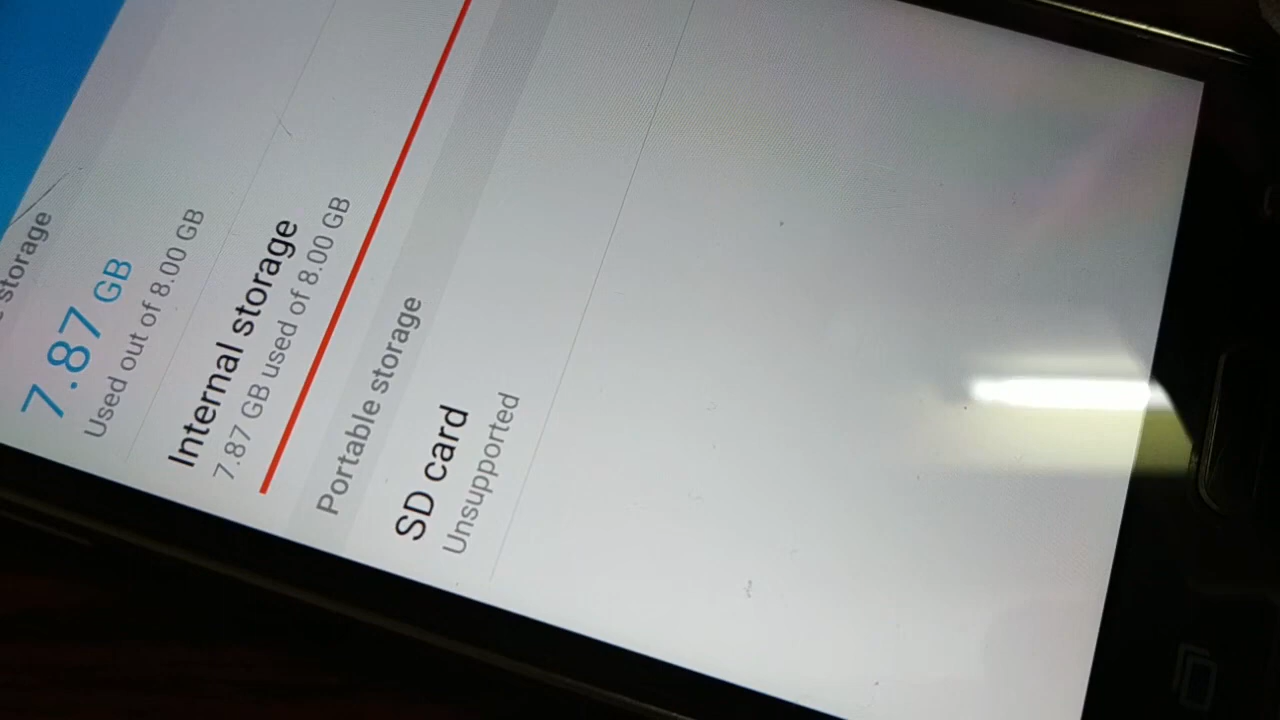 storage
7.87 GB
Used out of 8.00 GB
Internal storage
7.87 GB used of 8.00 GB
Portable storage
SD card
Unsupported